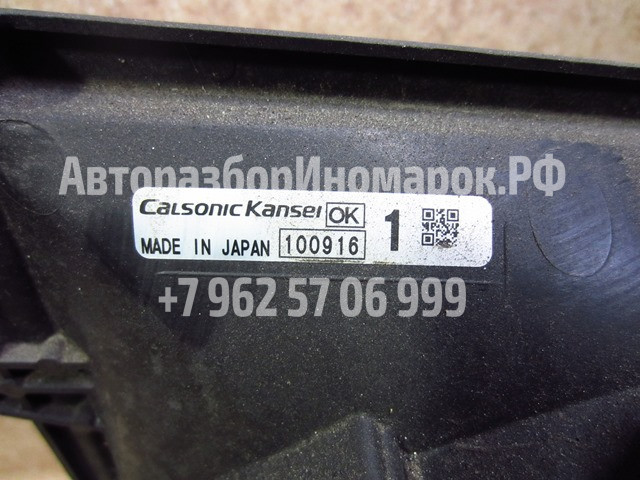 АвторазборИномарок.РФ
CALSONIC KANSEI OK 1
MADE IN JAPAN 100916
+7 962 57 06 999